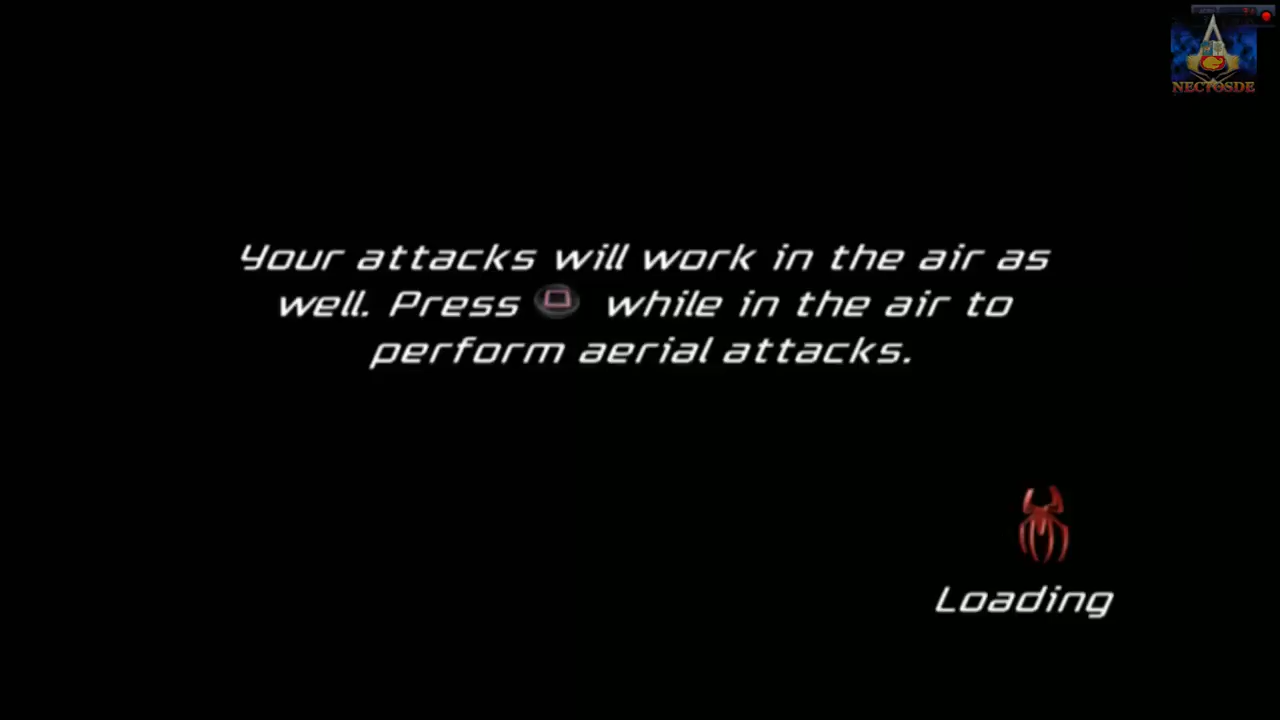 NECTOSDE
Your attacks will work in the air as
well. Press while in the air to
perform aerial attacks.
Loading